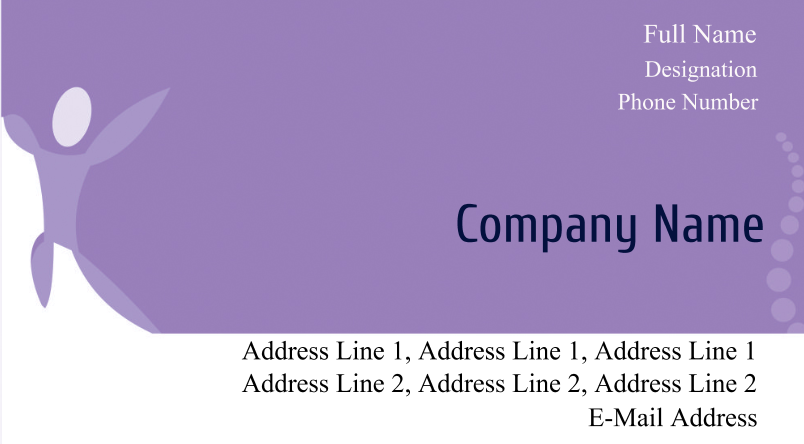 Full Name
Designation
Phone Number
Company Name
Address Line 1, Address Line 1, Address Line 1
Address Line 2, Address Line 2, Address Line 2
E-Mail Address